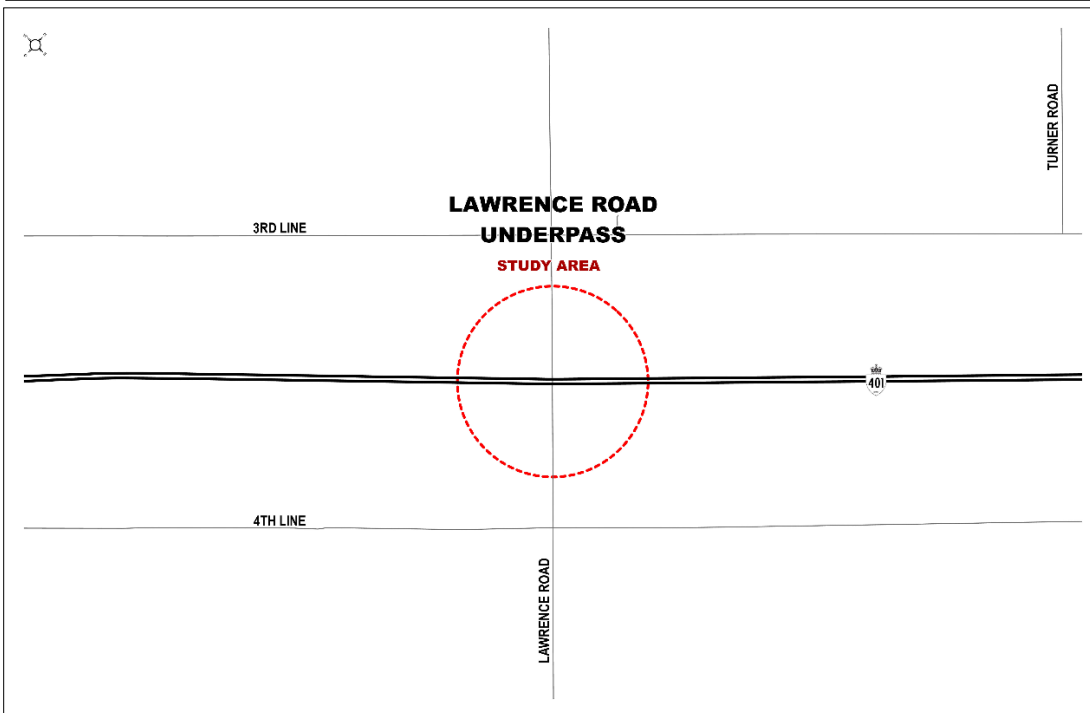 TURNER ROAD
LAWRENCE ROAD
UNDERPASS
3RD LINE
STUDY AREA
401
4TH LINE
LAWRENCE ROAD